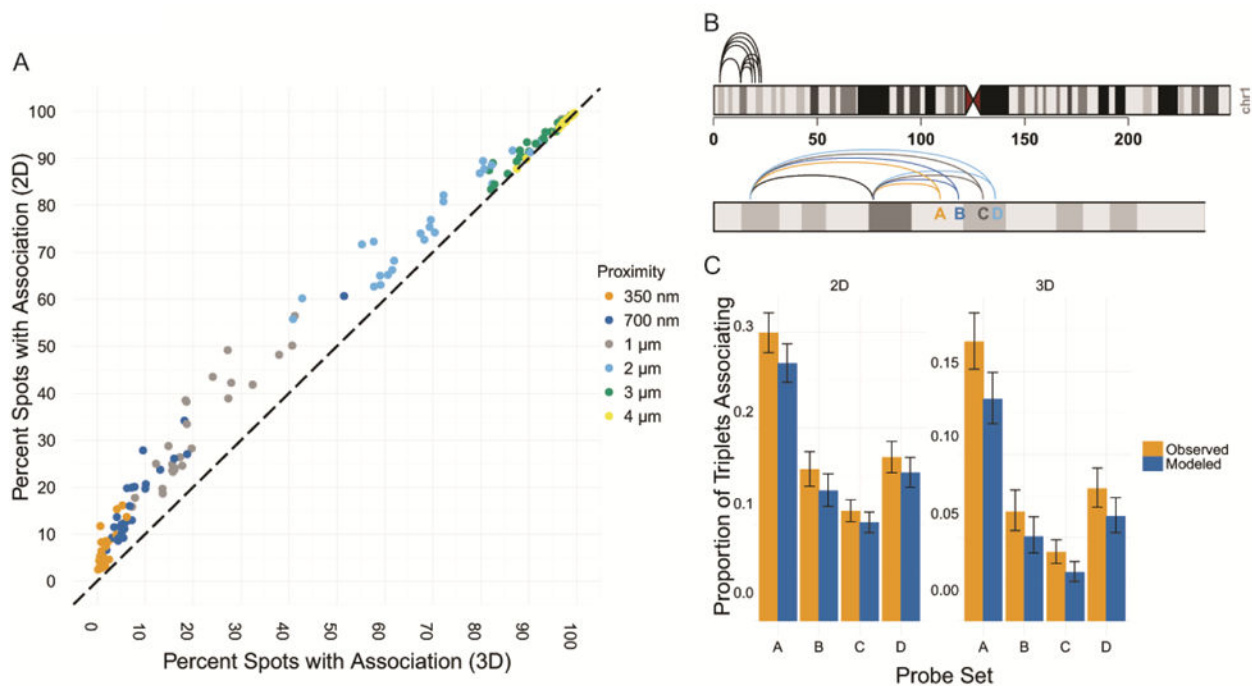 A
Percent Spots with Association (2D)
100
90
80
70
60
50
40
30
20
10
0
0 10 20 30 40 50 60 70 80 90 100
Percent Spots with Association (3D)
Proximity
350 nm
700 nm
1 µm
2 µm
3 µm
4 µm
B
chr1
0 50 100 150 200
A B C D
C
2D 3D
Proportion of Triplets Associating
0.3
0.2
0.1
0.0
0.15
0.10
0.05
0.00
A B C D A B C D
Probe Set
Observed
Modeled